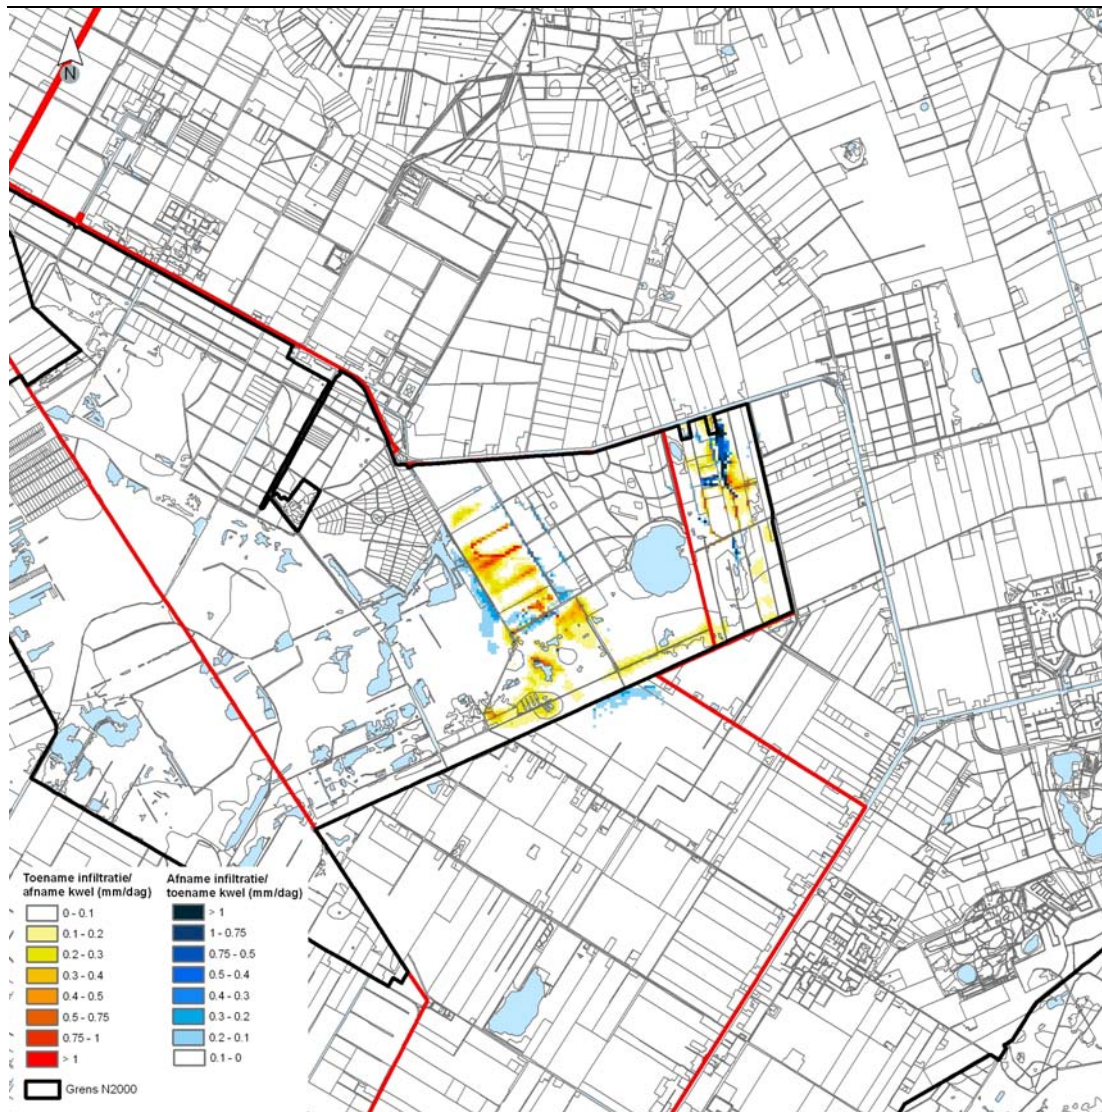 N
Toename infiltratie/
afname kwel (mm/dag)
0 - 0.1
0.1 - 0.2
0.2 - 0.3
0.3 - 0.4
0.4 - 0.5
0.5 - 0.75
0.75 - 1
> 1
Grens N2000
Afname infiltratie/
toename kwel (mm/dag)
> 1
1 - 0.75
0.75 - 0.5
0.5 - 0.4
0.4 - 0.3
0.3 - 0.2
0.2 - 0.1
0.1 - 0